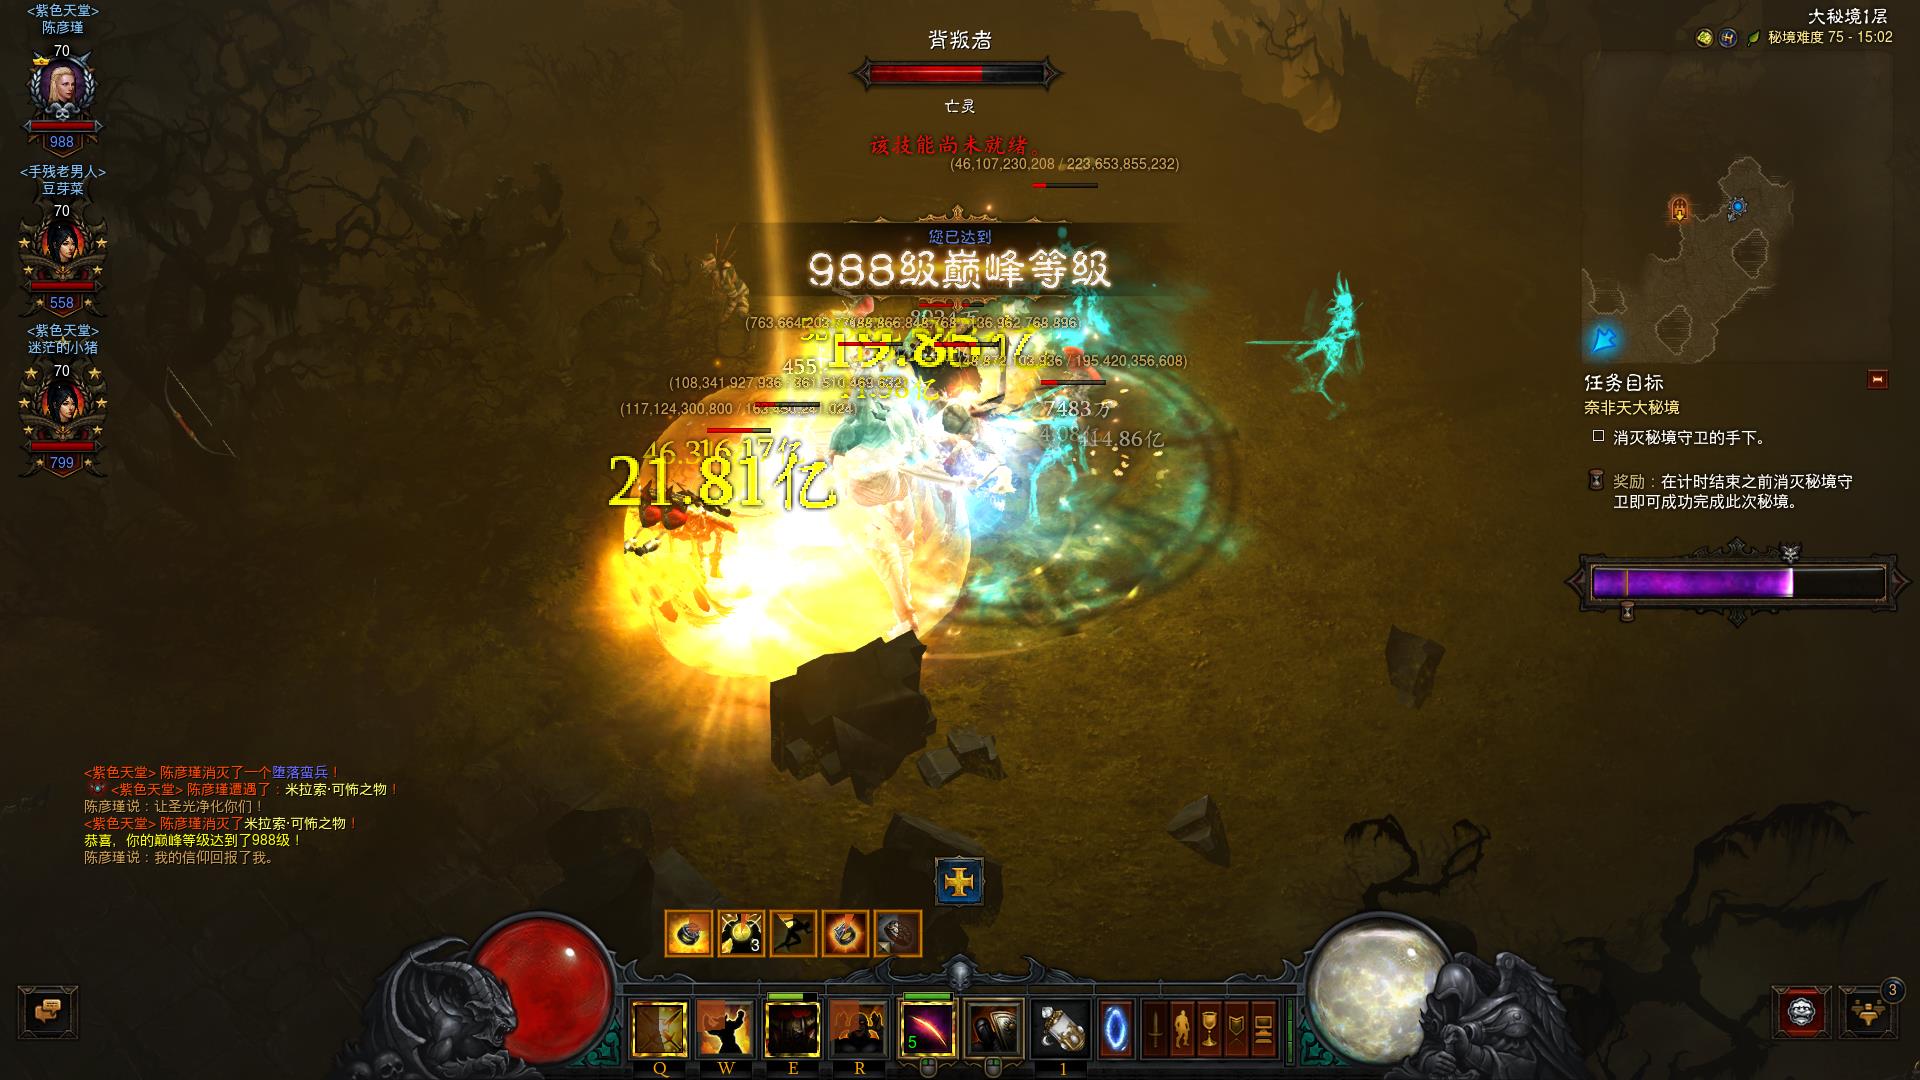 <紫色天堂>
陈彦瑾
70
988
<手残老男人>
豆芽菜
70
558
<紫色天堂>
迷茫的小猪
70
799
背叛者
亡灵
该技能尚未就绪。
(46,107,230,208 / 223,653,855,232)
您已达到
988级巅峰等级
7483万
414.86亿
21.81亿
大秘境1层
秘境难度 75 - 15:02
任务目标
奈非天大秘境
消灭秘境守卫的手下。
奖励：在计时结束之前消灭秘境守
卫即可成功完成此次秘境。
<紫色天堂> 陈彦瑾消灭了一个堕落蛮兵！
<紫色天堂> 陈彦瑾遭遇了：米拉索·可怖之物！
陈彦瑾说：让圣光净化你们！
<紫色天堂> 陈彦瑾消灭了米拉索·可怖之物！
恭喜，你的巅峰等级达到了988级！
陈彦瑾说：我的信仰回报了我。
3
5
Q W E R 1
3